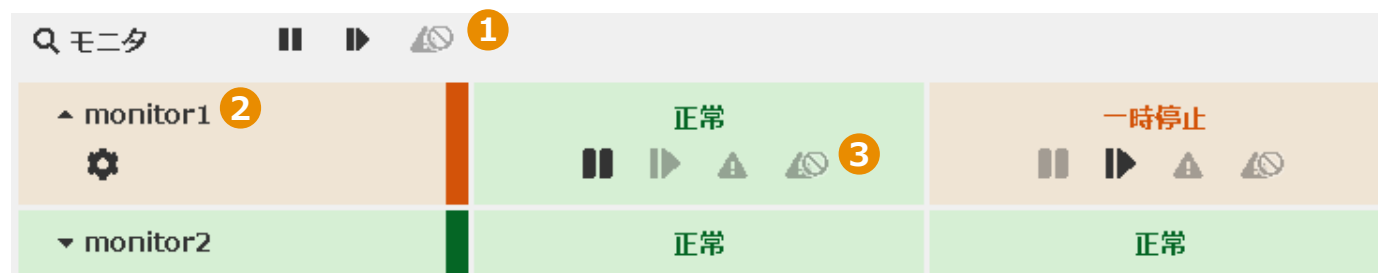 モニタ 1
monitor1 2 正常 一時停止
3
monitor2 正常 正常